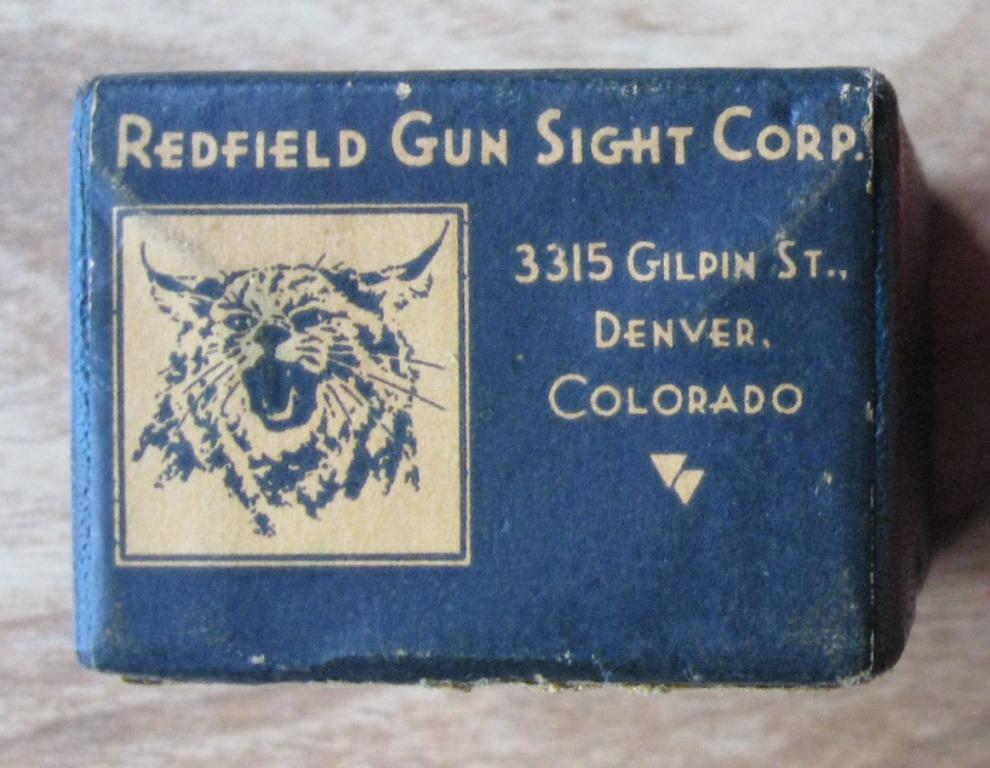 REDFIELD GUN SIGHT CORP.
3315 GILPIN ST.,
DENVER,
COLORADO